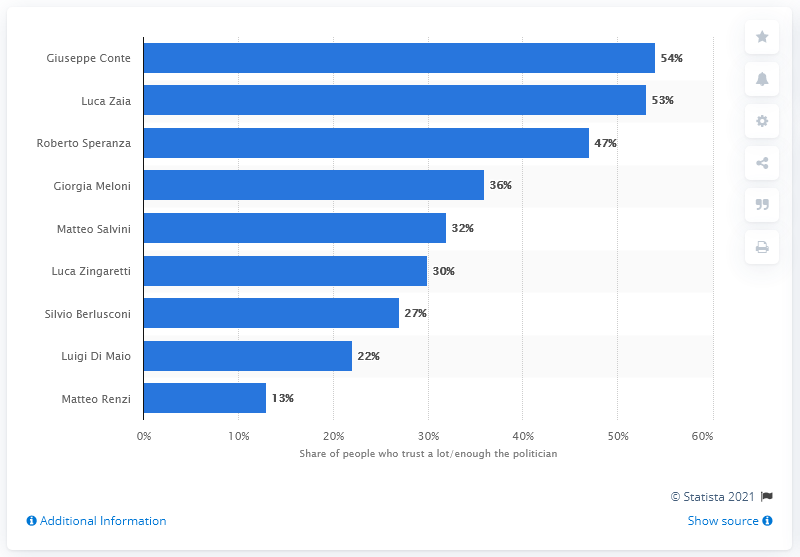 Giuseppe Conte 54%
Luca Zaia 53%
Roberto Speranza 47%
Giorgia Meloni 36%
Matteo Salvini 32%
Luca Zingaretti 30%
Silvio Berlusconi 27%
Luigi Di Maio 22%
Matteo Renzi 13%
0% 10% 20% 30% 40% 50% 60%
Share of people who trust a lot/enough the politician
© Statista 2021
Additional Information Show source